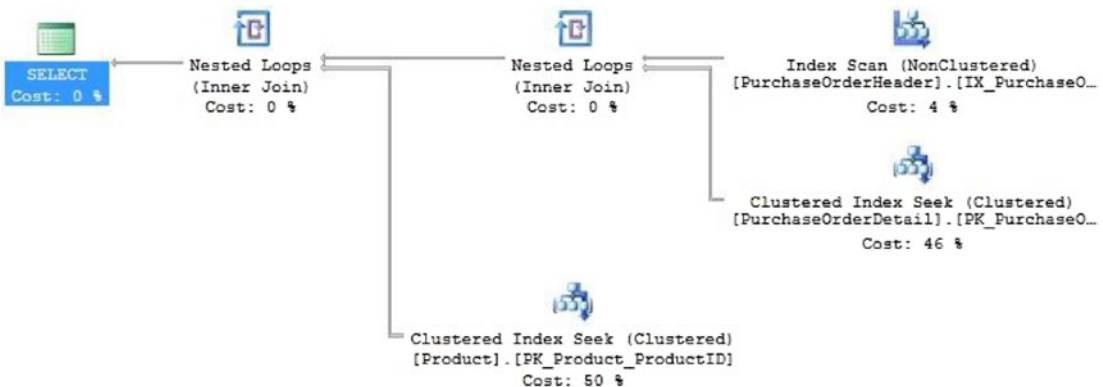 SELECT
Cost: 0 %
Nested Loops
(Inner Join)
Cost: 0 %
Nested Loops
(Inner Join)
Cost: 0 %
Index Scan (NonClustered)
[PurchaseOrderHeader].[IX_PurchaseO…
Cost: 4 %
Clustered Index Seek (Clustered)
[PurchaseOrderDetail].[PK_PurchaseO…
Cost: 46 %
Clustered Index Seek (Clustered)
[Product].[PK_Product_ProductID]
Cost: 50 %